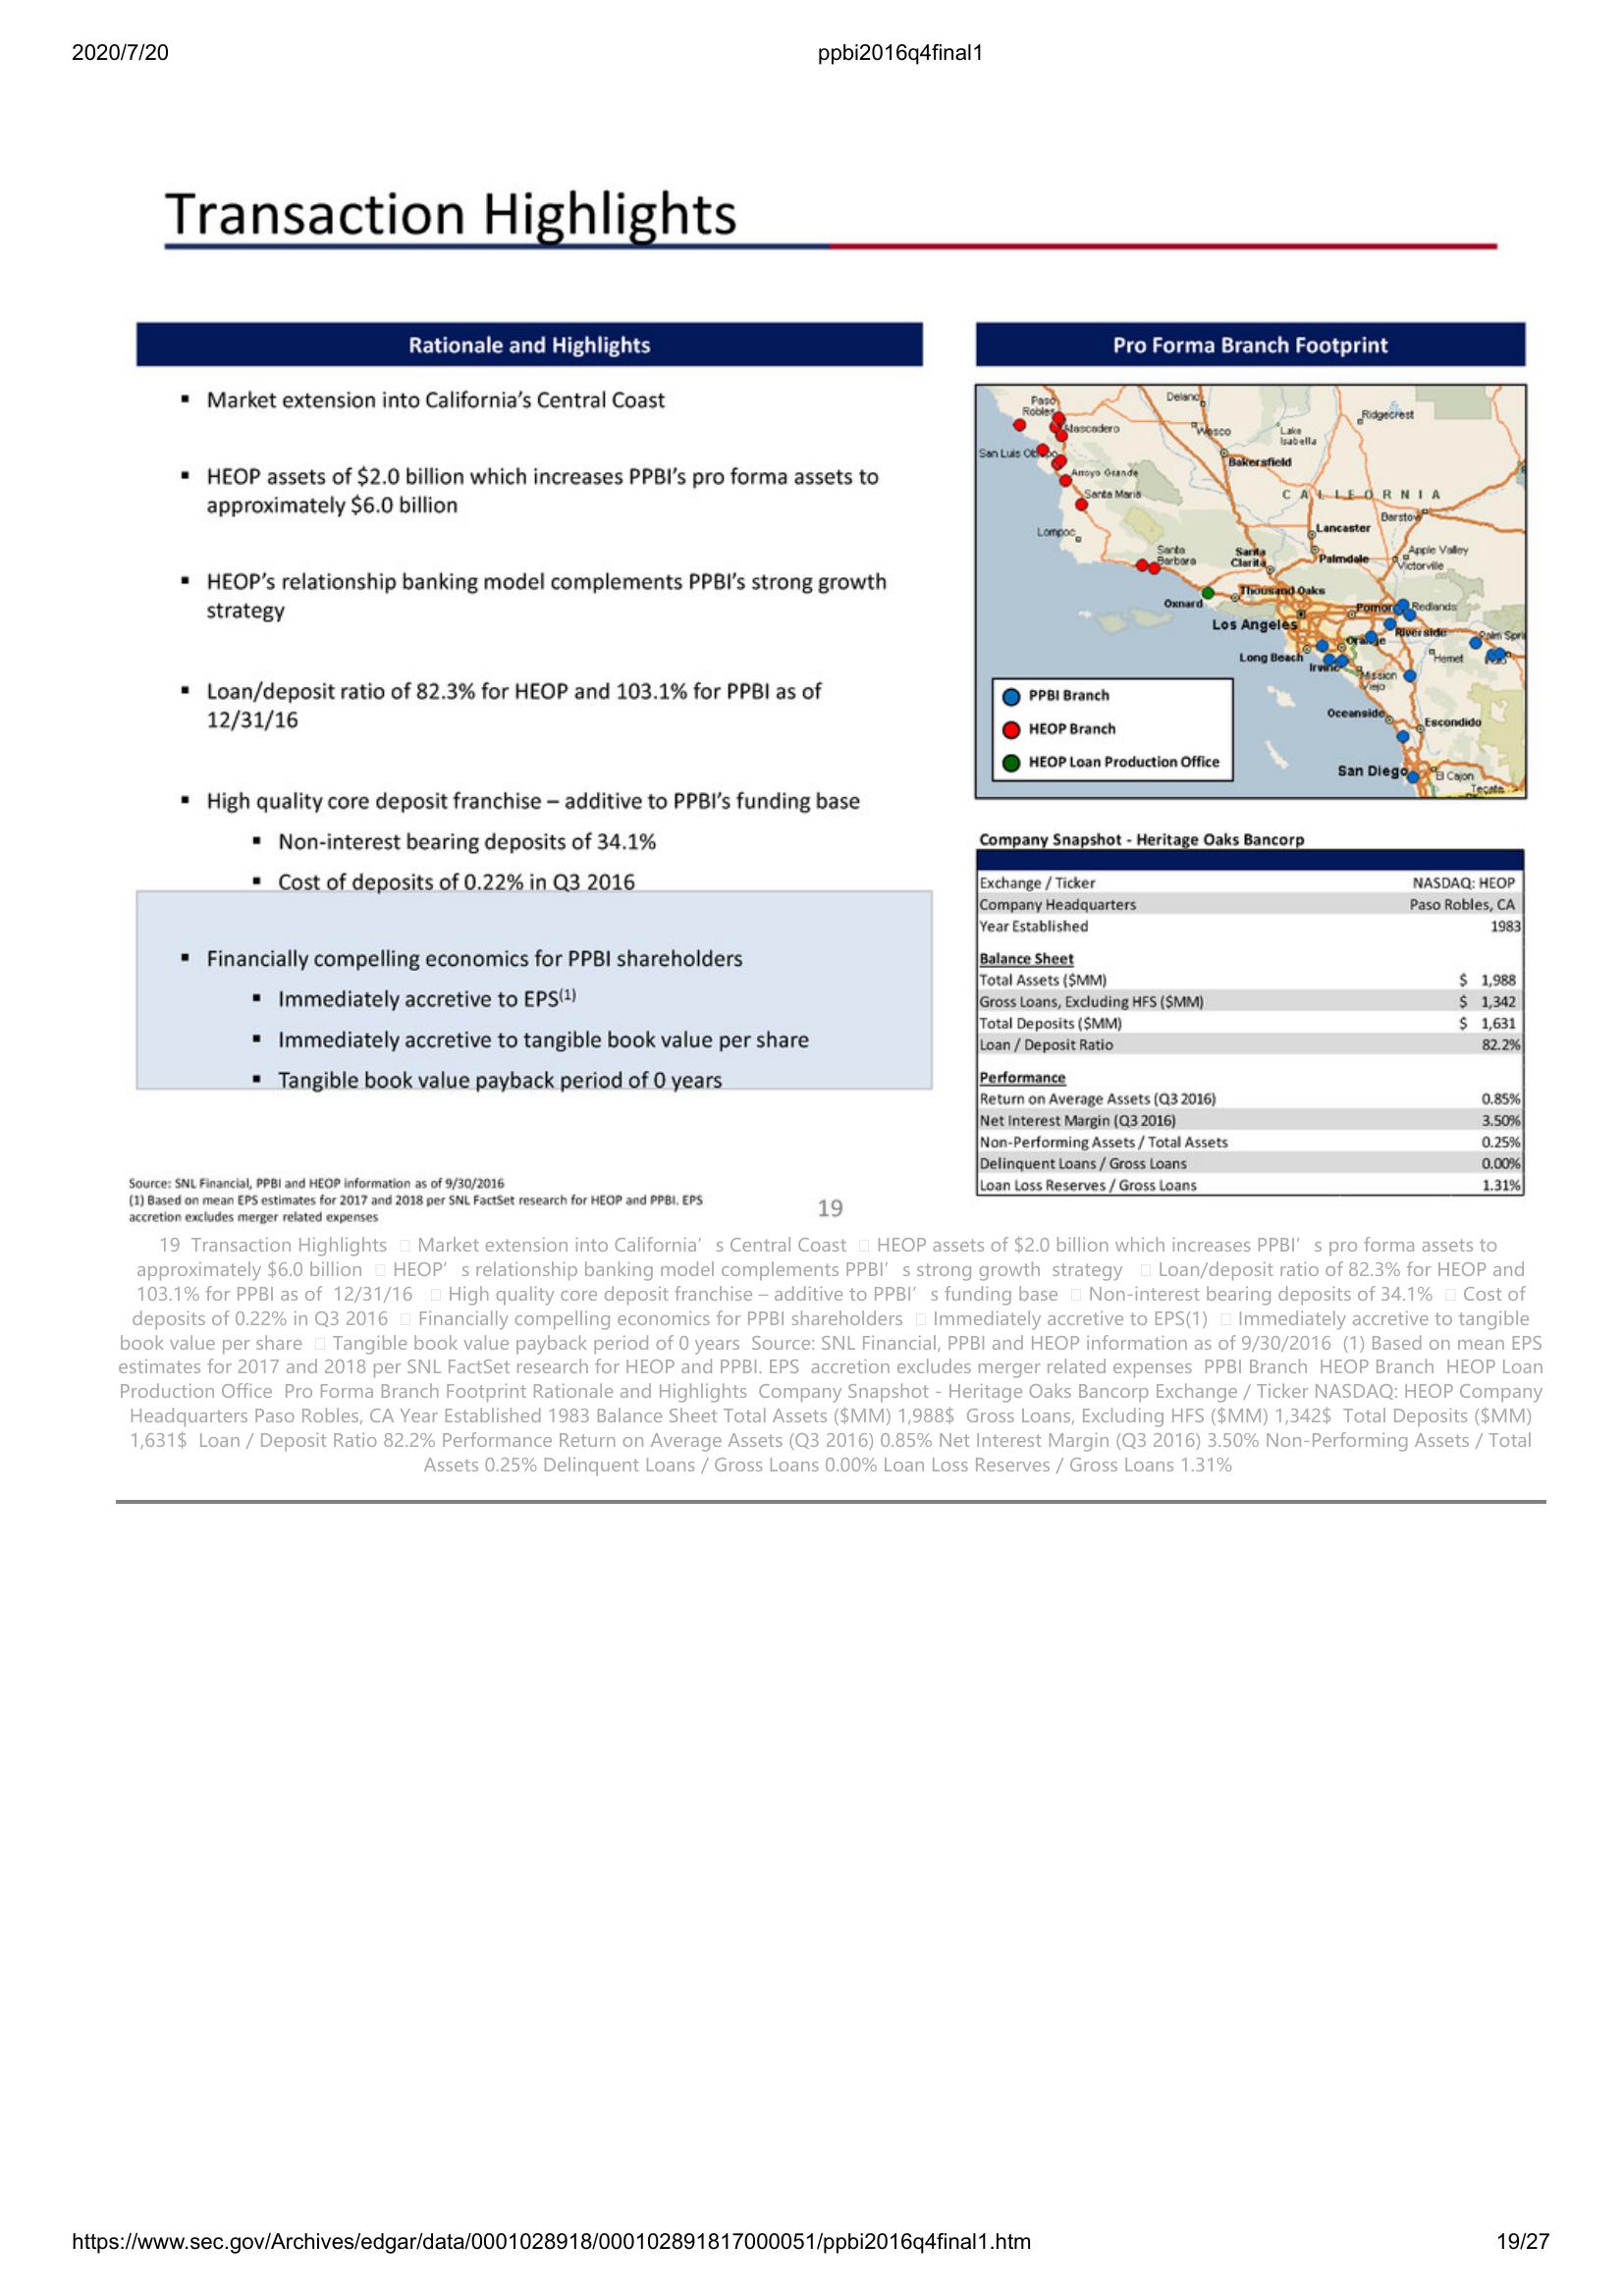 2020/7/20
ppbi2016q4final1
Transaction Highlights
Rationale and Highlights
▪ Market extension into California's Central Coast
▪ HEOP assets of $2.0 billion which increases PPBI's pro forma assets to
approximately $6.0 billion
▪ HEOP's relationship banking model complements PPBI's strong growth
strategy
▪ Loan/deposit ratio of 82.3% for HEOP and 103.1% for PPBI as of
12/31/16
▪ High quality core deposit franchise – additive to PPBI's funding base
▪ Non-interest bearing deposits of 34.1%
▪ Cost of deposits of 0.22% in Q3 2016
▪ Financially compelling economics for PPBI shareholders
▪ Immediately accretive to EPS(1)
▪ Immediately accretive to tangible book value per share
▪ Tangible book value payback period of 0 years
Source: SNL Financial, PPBI and HEOP information as of 9/30/2016
(1) Based on mean EPS estimates for 2017 and 2018 per SNL FactSet research for HEOP and PPBI. EPS
accretion excludes merger related expenses
19
Pro Forma Branch Footprint
Paso
Robles
Delano
Ridgecrest
Atascadero
Wasco
Lake
Isabella
San Luis Obispo
Bakersfield
Arroyo Grande
Santa Maria
CALIFORNIA
Barstow
Lompoc
Lancaster
Santa
Barbara
Santa
Clarita
Palmdale
Apple Valley
Victorville
Oxnard
Thousand Oaks
Pomona
Redlands
Los Angeles
Orange
Riverside
Palm Spri
Long Beach
Irvine
Hemet
Mission
Viejo
Oceanside
Escondido
San Diego
El Cajon
Tecate
PPBI Branch
HEOP Branch
HEOP Loan Production Office
Company Snapshot - Heritage Oaks Bancorp
Exchange / Ticker NASDAQ: HEOP
Company Headquarters Paso Robles, CA
Year Established 1983
Balance Sheet
Total Assets ($MM) $ 1,988
Gross Loans, Excluding HFS ($MM) $ 1,342
Total Deposits ($MM) $ 1,631
Loan / Deposit Ratio 82.2%
Performance
Return on Average Assets (Q3 2016) 0.85%
Net Interest Margin (Q3 2016) 3.50%
Non-Performing Assets / Total Assets 0.25%
Delinquent Loans / Gross Loans 0.00%
Loan Loss Reserves / Gross Loans 1.31%
19 Transaction Highlights □ Market extension into California's Central Coast □ HEOP assets of $2.0 billion which increases PPBI's pro forma assets to
approximately $6.0 billion □ HEOP's relationship banking model complements PPBI's strong growth strategy □ Loan/deposit ratio of 82.3% for HEOP and
103.1% for PPBI as of 12/31/16 □ High quality core deposit franchise – additive to PPBI's funding base □ Non-interest bearing deposits of 34.1% □ Cost of
deposits of 0.22% in Q3 2016 □ Financially compelling economics for PPBI shareholders □ Immediately accretive to EPS(1) □ Immediately accretive to tangible
book value per share □ Tangible book value payback period of 0 years Source: SNL Financial, PPBI and HEOP information as of 9/30/2016 (1) Based on mean EPS
estimates for 2017 and 2018 per SNL FactSet research for HEOP and PPBI. EPS accretion excludes merger related expenses PPBI Branch HEOP Branch HEOP Loan
Production Office Pro Forma Branch Footprint Rationale and Highlights Company Snapshot - Heritage Oaks Bancorp Exchange / Ticker NASDAQ: HEOP Company
Headquarters Paso Robles, CA Year Established 1983 Balance Sheet Total Assets ($MM) 1,988$ Gross Loans, Excluding HFS ($MM) 1,342$ Total Deposits ($MM)
1,631$ Loan / Deposit Ratio 82.2% Performance Return on Average Assets (Q3 2016) 0.85% Net Interest Margin (Q3 2016) 3.50% Non-Performing Assets / Total
Assets 0.25% Delinquent Loans / Gross Loans 0.00% Loan Loss Reserves / Gross Loans 1.31%
https://www.sec.gov/Archives/edgar/data/0001028918/000102891817000051/ppbi2016q4final1.htm
19/27